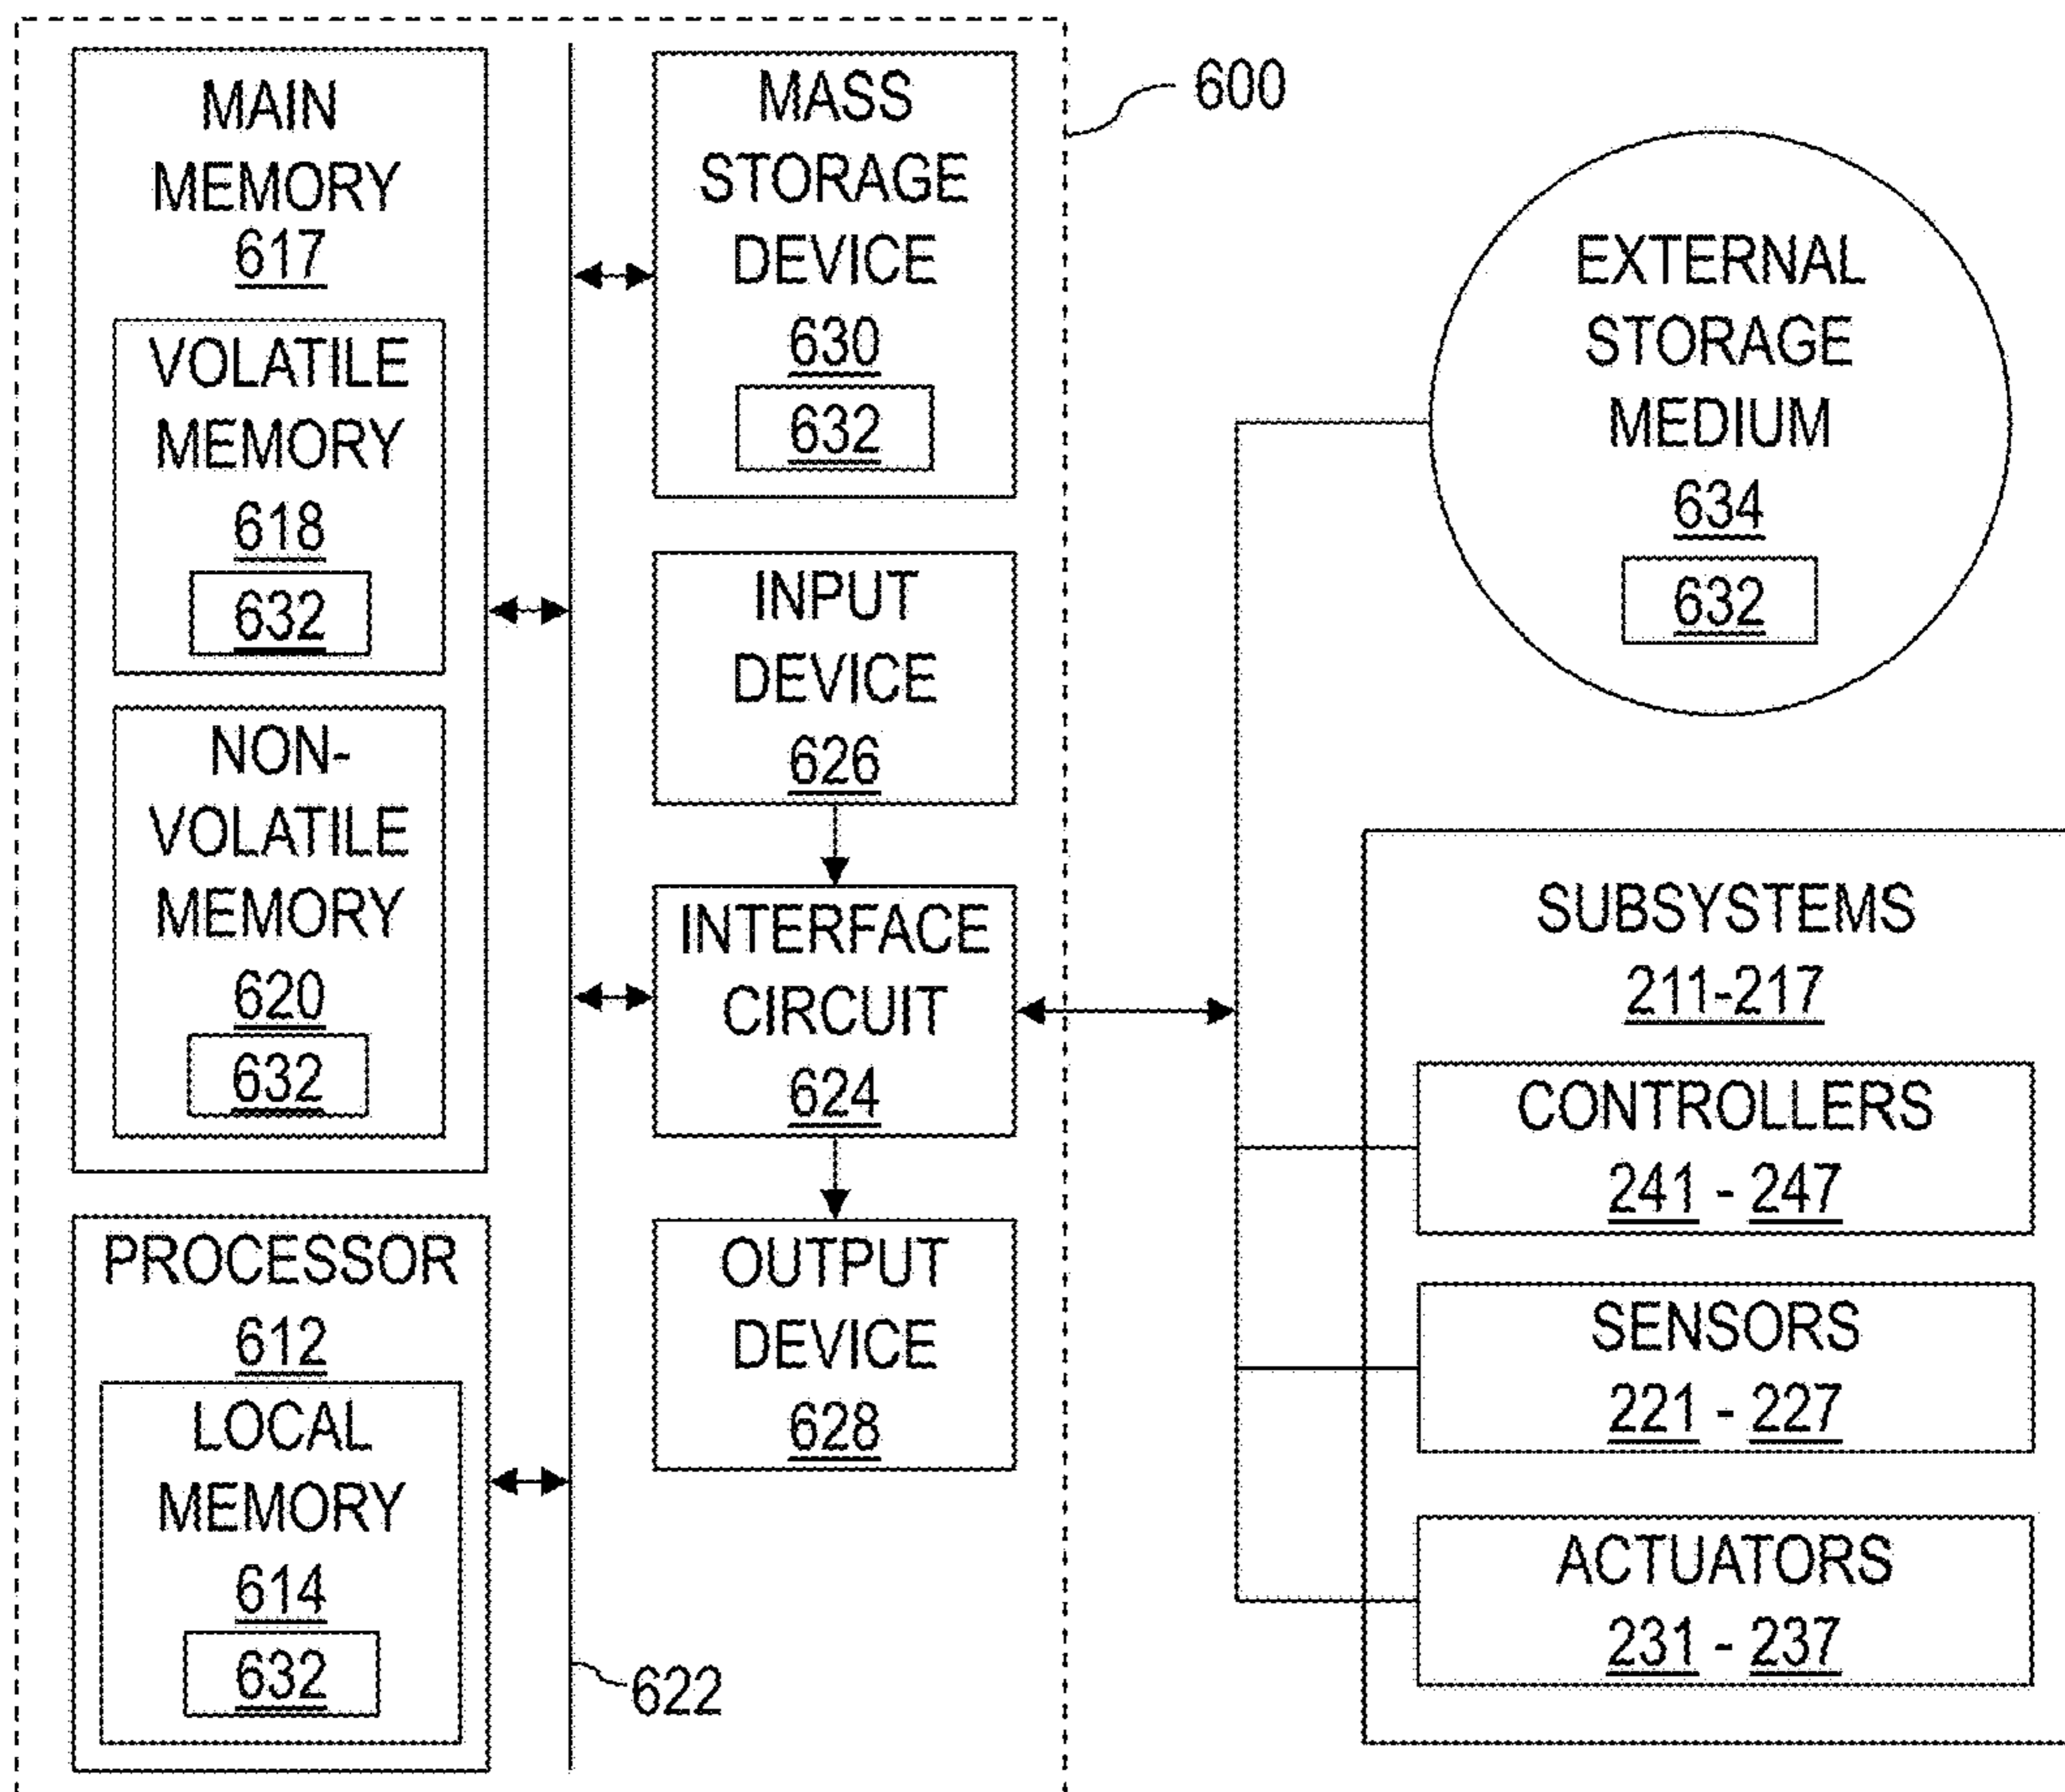 MAIN
MEMORY
617
VOLATILE
MEMORY
618
632
NON-
VOLATILE
MEMORY
620
632
PROCESSOR
612
LOCAL
MEMORY
614
632
622
MASS
STORAGE
DEVICE
630
632
INPUT
DEVICE
626
INTERFACE
CIRCUIT
624
OUTPUT
DEVICE
628
600
EXTERNAL
STORAGE
MEDIUM
634
632
SUBSYSTEMS
211-217
CONTROLLERS
241 - 247
SENSORS
221 - 227
ACTUATORS
231 - 237